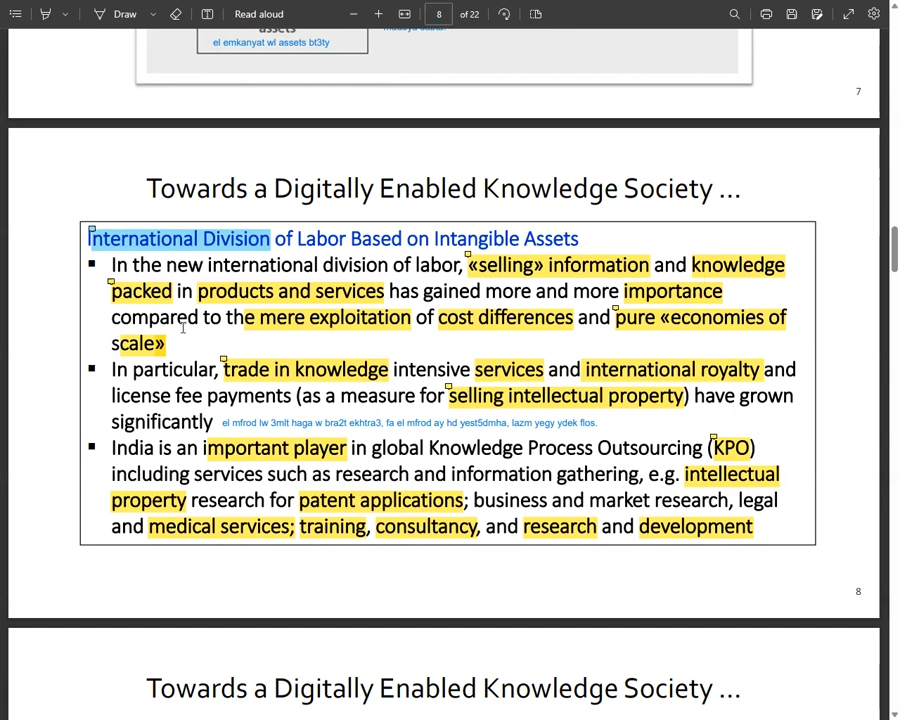 Draw
Read aloud
8
of 22
assets
el emkanyat wl assets bt3ty
7
Towards a Digitally Enabled Knowledge Society ...
International Division of Labor Based on Intangible Assets
▪ In the new international division of labor, «selling» information and knowledge
packed in products and services has gained more and more importance
compared to the mere exploitation of cost differences and pure «economies of
scale»
▪ In particular, trade in knowledge intensive services and international royalty and
license fee payments (as a measure for selling intellectual property) have grown
significantly el mfrod lw 3mlt haga w bra2t ekhtra3, fa el mfrod ay hd yest5dmha, lazm yegy ydek flos.
▪ India is an important player in global Knowledge Process Outsourcing (KPO)
including services such as research and information gathering, e.g. intellectual
property research for patent applications; business and market research, legal
and medical services; training, consultancy, and research and development
8
Towards a Digitally Enabled Knowledge Society ...